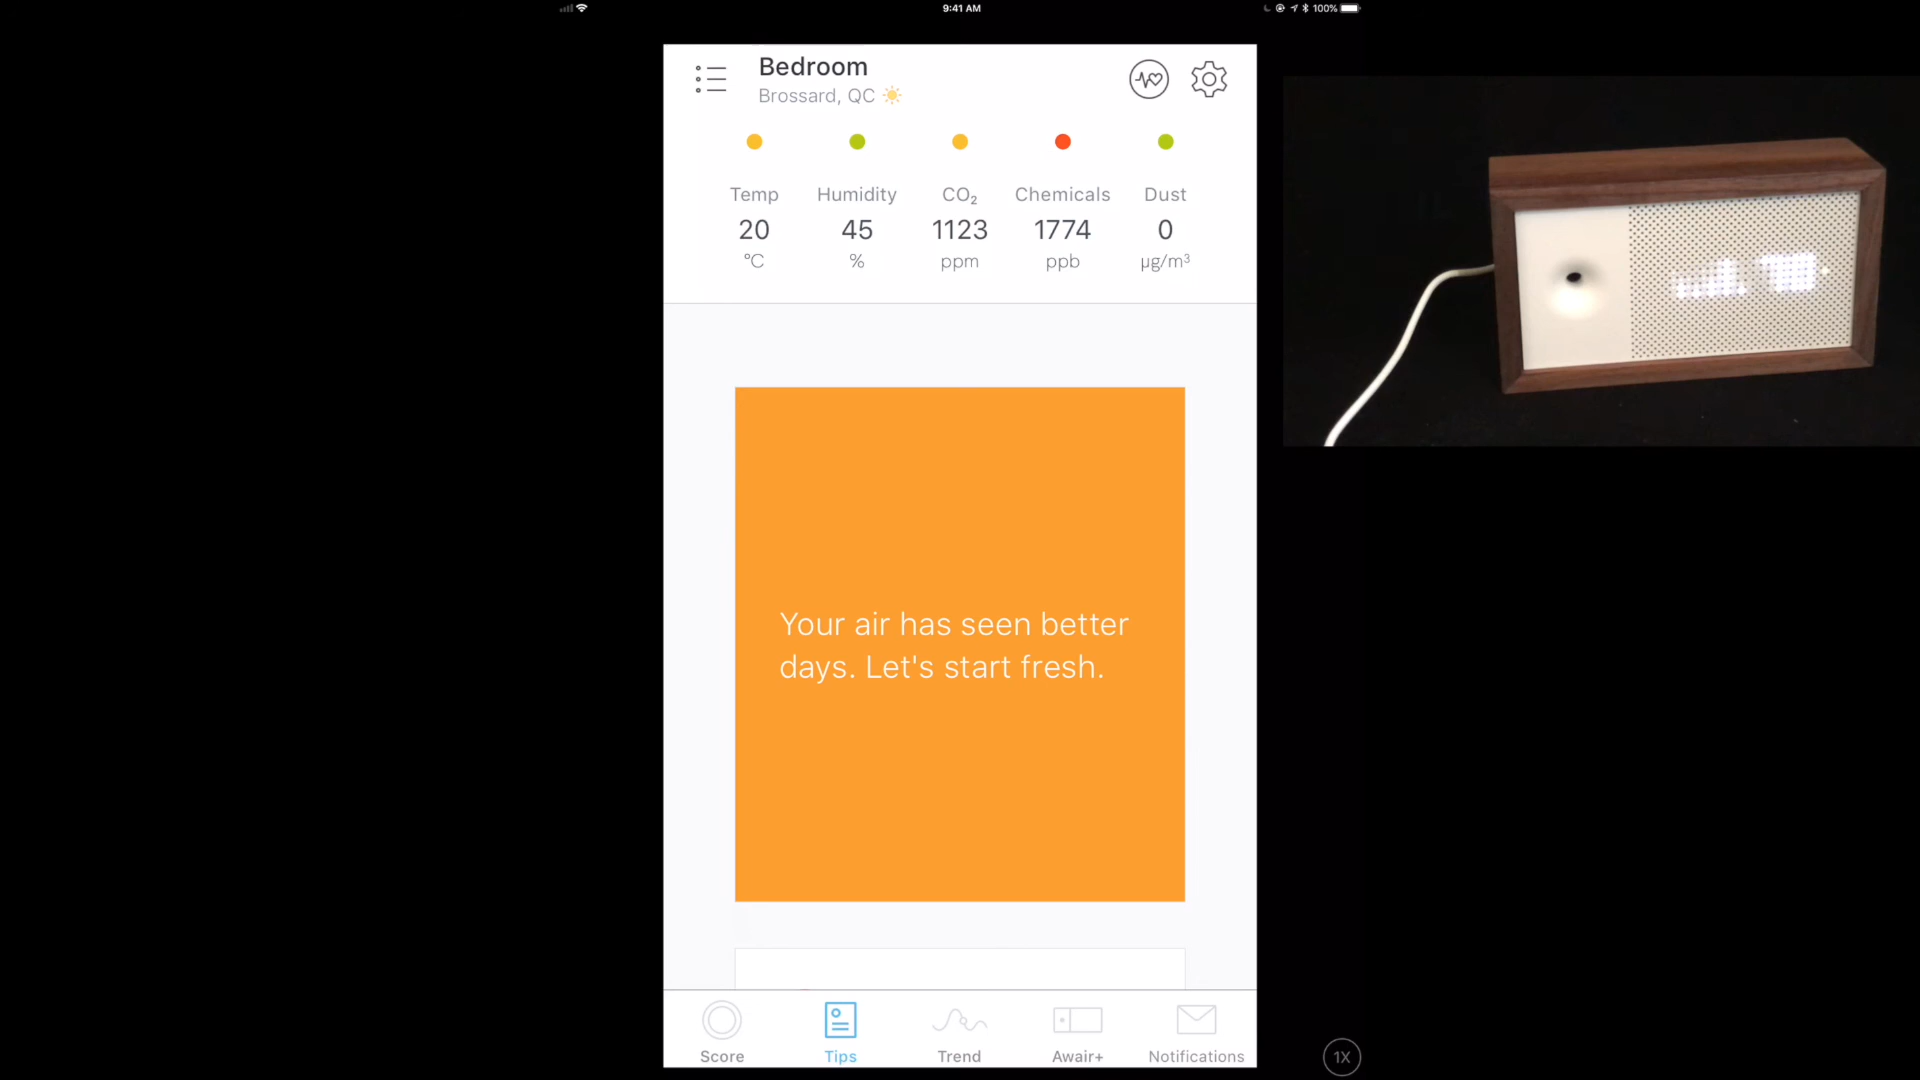 9:41 AM
100%
Bedroom
Brossard, QC
Temp Humidity CO₂ Chemicals Dust
20 45 1123 1774 0
°C % ppm ppb µg/m³
Your air has seen better
days. Let's start fresh.
Score Tips Trend Awair+ Notifications
1X